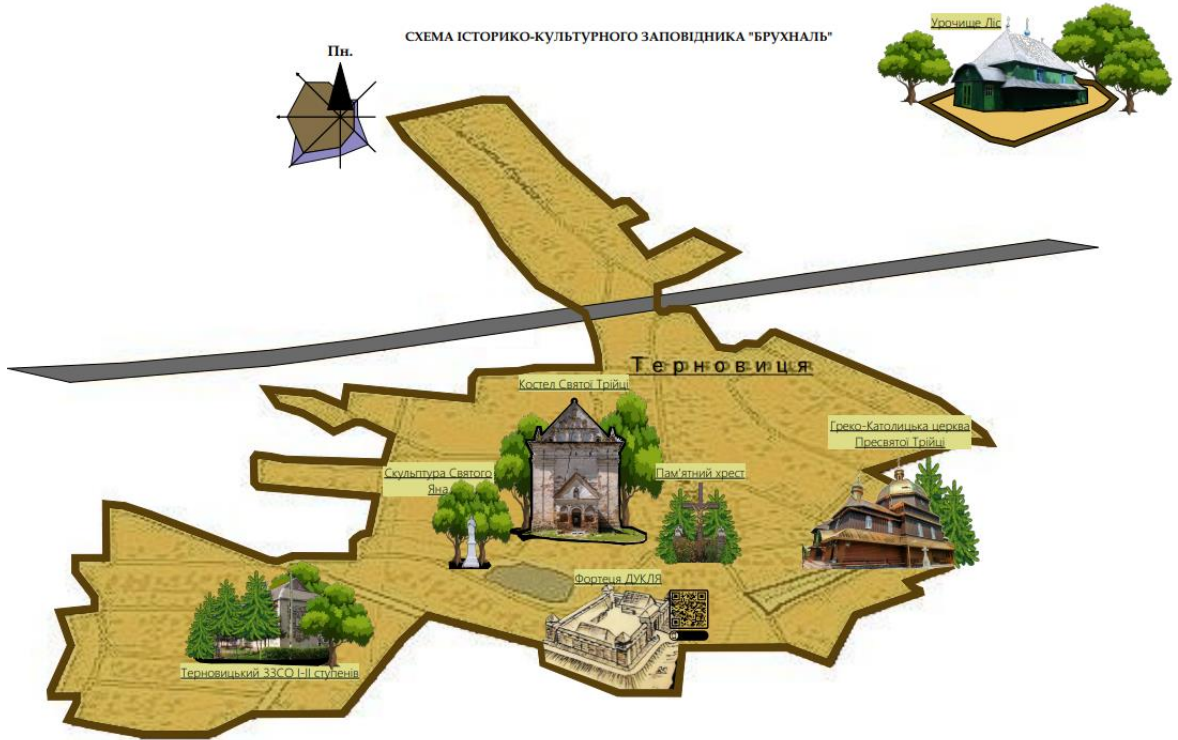 Урочище Ліс
СХЕМА ІСТОРИКО-КУЛЬТУРНОГО ЗАПОВІДНИКА "БРУХНАЛЬ"
Пн.
Терновиця
Костел Святої Трійці
Греко-Католицька церква
Пресвятої Трійці
Скульптура Святого
Яна
Пам'ятний хрест
Фортеця ДУКЛЯ
Терновицький ЗЗСО І-ІІ ступенів